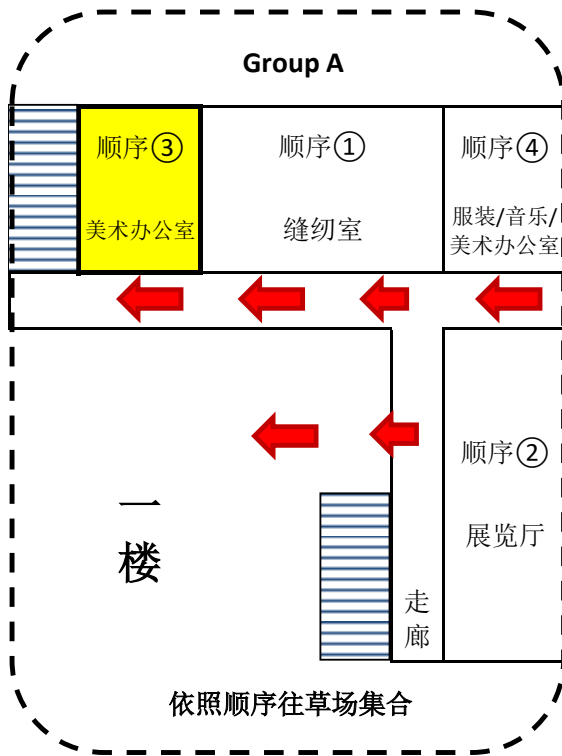 Group A
顺序③
美术办公室
顺序①
缝纫室
顺序④
服装/音乐/
美术办公室
顺序②
展览厅
一
楼
走
廊
依照顺序往草场集合